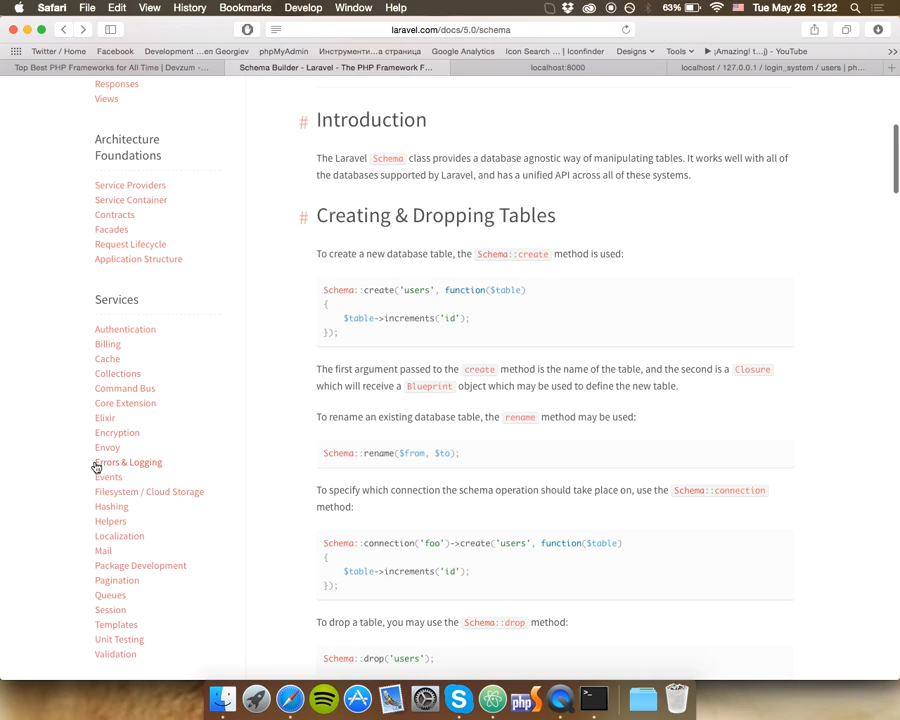 Safari File Edit View History Bookmarks Develop Window Help 63% Tue May 26 15:22
laravel.com/docs/5.0/schema
Twitter / Home Facebook Development ...en Georgiev phpMyAdmin Инструменти...а страница Google Analytics Icon Search ... | Iconfinder Designs Tools ▶ ¡Amazing! t...j) - YouTube >>
Top Best PHP Frameworks for All Time | Devzum -... Schema Builder - Laravel - The PHP Framework F... localhost:8000 localhost / 127.0.0.1 / login_system / users | ph... +
Responses
Views
Architecture
Foundations
Service Providers
Service Container
Contracts
Facades
Request Lifecycle
Application Structure
Services
Authentication
Billing
Cache
Collections
Command Bus
Core Extension
Elixir
Encryption
Envoy
Errors & Logging
Events
Filesystem / Cloud Storage
Hashing
Helpers
Localization
Mail
Package Development
Pagination
Queues
Session
Templates
Unit Testing
Validation
# Introduction
The Laravel Schema class provides a database agnostic way of manipulating tables. It works well with all of
the databases supported by Laravel, and has a unified API across all of these systems.
# Creating & Dropping Tables
To create a new database table, the Schema::create method is used:
Schema::create('users', function($table)
{
$table->increments('id');
});
The first argument passed to the create method is the name of the table, and the second is a Closure
which will receive a Blueprint object which may be used to define the new table.
To rename an existing database table, the rename method may be used:
Schema::rename($from, $to);
To specify which connection the schema operation should take place on, use the Schema::connection
method:
Schema::connection('foo')->create('users', function($table)
{
$table->increments('id');
});
To drop a table, you may use the Schema::drop method:
Schema::drop('users');
php